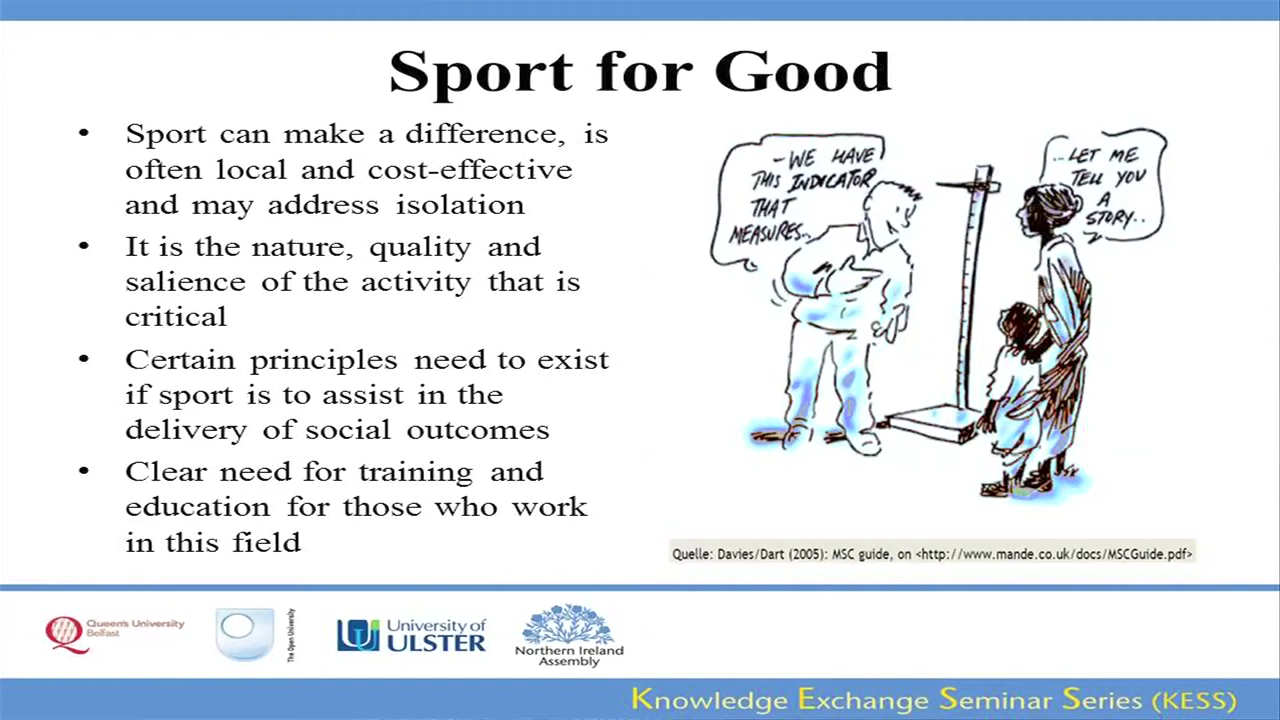 Sport for Good
• Sport can make a difference, is
often local and cost-effective
and may address isolation
• It is the nature, quality and
salience of the activity that is
critical
• Certain principles need to exist
if sport is to assist in the
delivery of social outcomes
• Clear need for training and
education for those who work
in this field
-WE HAVE
THIS INDICATOR
THAT
MEASURES..
...LET ME
TELL YOU
A
STORY..
Quelle: Davies/Dart (2005): MSC guide, on <http://www.mande.co.uk/docs/MSCGuide.pdf>
Queen's University
Belfast
The Open University
University of
ULSTER
Northern Ireland
Assembly
Knowledge Exchange Seminar Series (KESS)